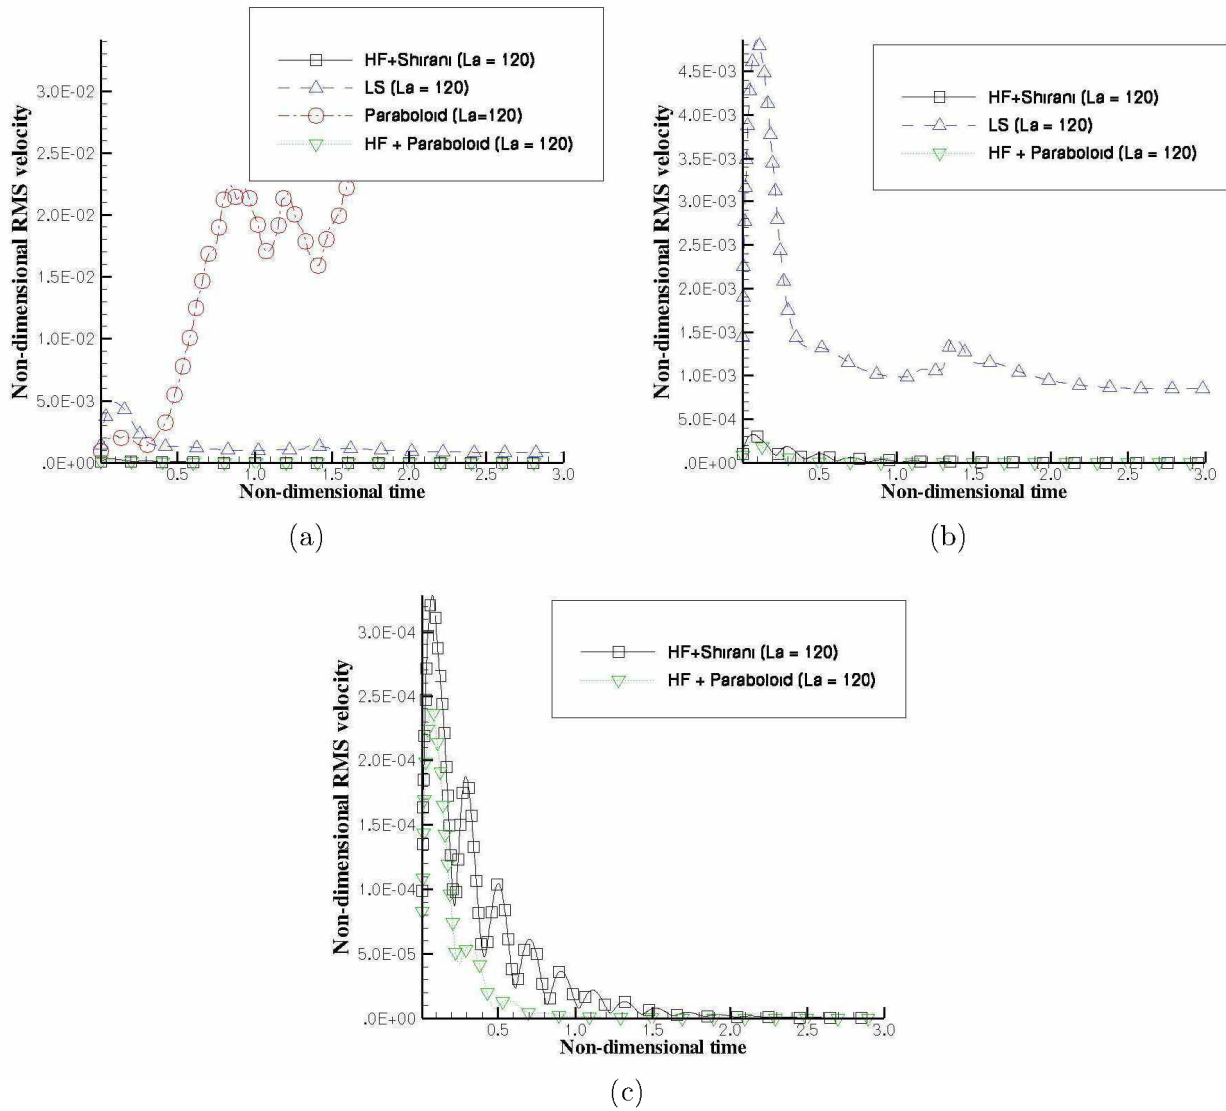 HF+Shirani (La = 120)
LS (La = 120)
Paraboloid (La=120)
HF + Paraboloid (La = 120)
Non-dimensional RMS velocity
3.0E-02
2.5E-02
2.0E-02
1.5E-02
1.0E-02
5.0E-03
.0E+00
0.5
1.0
1.5
2.0
2.5
3.0
Non-dimensional time
(a)
HF+Shirani (La = 120)
LS (La = 120)
HF + Paraboloid (La = 120)
Non-dimensional RMS velocity
4.5E-03
4.0E-03
3.5E-03
3.0E-03
2.5E-03
2.0E-03
1.5E-03
1.0E-03
5.0E-04
.0E+00
0.5
1.0
1.5
2.0
2.5
3.0
Non-dimensional time
(b)
HF+Shirani (La = 120)
HF + Paraboloid (La = 120)
Non-dimensional RMS velocity
3.0E-04
2.5E-04
2.0E-04
1.5E-04
1.0E-04
5.0E-05
.0E+00
0.5
1.0
1.5
2.0
2.5
3.0
Non-dimensional time
(c)